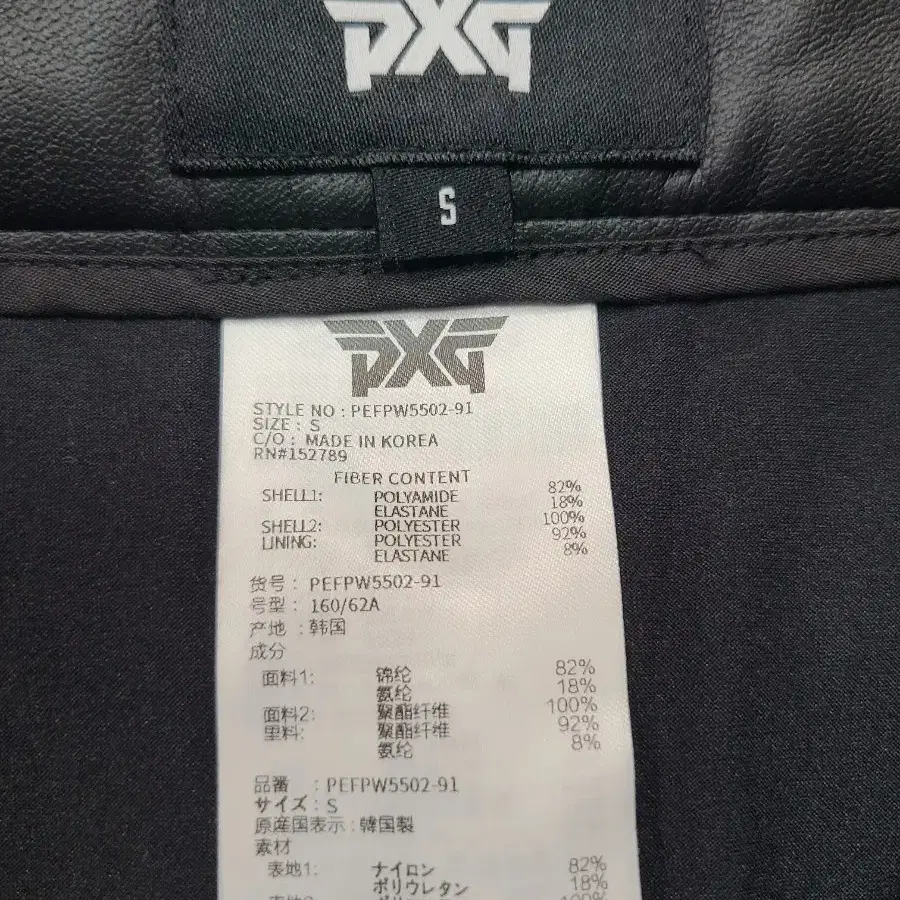 PXG
S
PXG
STYLE NO : PEFPW5502-91
SIZE : S
C/O : MADE IN KOREA
RN#152789
FIBER CONTENT
SHELL1: POLYAMIDE 82%
ELASTANE 18%
SHELL2: POLYESTER 100%
LINING: POLYESTER 92%
ELASTANE 8%
货号 : PEFPW5502-91
号型 : 160/62A
产地 : 韩国
成分
面料1: 锦纶 82%
氨纶 18%
面料2: 聚酯纤维 100%
里料: 聚酯纤维 92%
氨纶 8%
品番 : PEFPW5502-91
サイズ : S
原産国表示 : 韓国製
素材
表地1: ナイロン 82%
ポリウレタン 18%